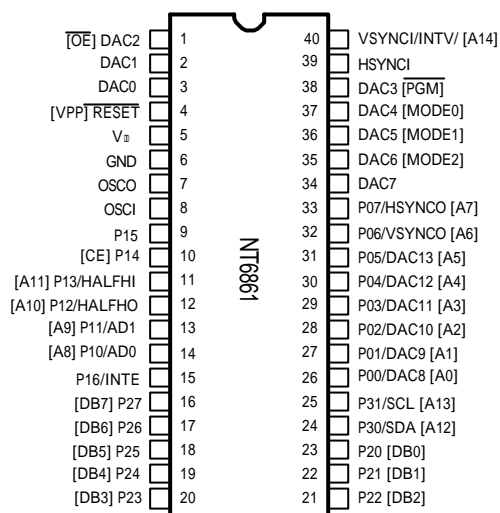 [OE] DAC2 1 40 VSYNCI/INTV/ [A14]
DAC1 2 39 HSYNCI
DAC0 3 38 DAC3 [PGM]
[VPP] RESET 4 37 DAC4 [MODE0]
VDD 5 36 DAC5 [MODE1]
GND 6 35 DAC6 [MODE2]
OSCO 7 34 DAC7
OSCI 8 33 P07/HSYNCO [A7]
P15 9 32 P06/VSYNCO [A6]
[CE] P14 10 31 P05/DAC13 [A5]
[A11] P13/HALFHI 11 30 P04/DAC12 [A4]
[A10] P12/HALFHO 12 29 P03/DAC11 [A3]
[A9] P11/AD1 13 28 P02/DAC10 [A2]
[A8] P10/AD0 14 27 P01/DAC9 [A1]
P16/INTE 15 26 P00/DAC8 [A0]
[DB7] P27 16 25 P31/SCL [A13]
[DB6] P26 17 24 P30/SDA [A12]
[DB5] P25 18 23 P20 [DB0]
[DB4] P24 19 22 P21 [DB1]
[DB3] P23 20 21 P22 [DB2]
NT6861